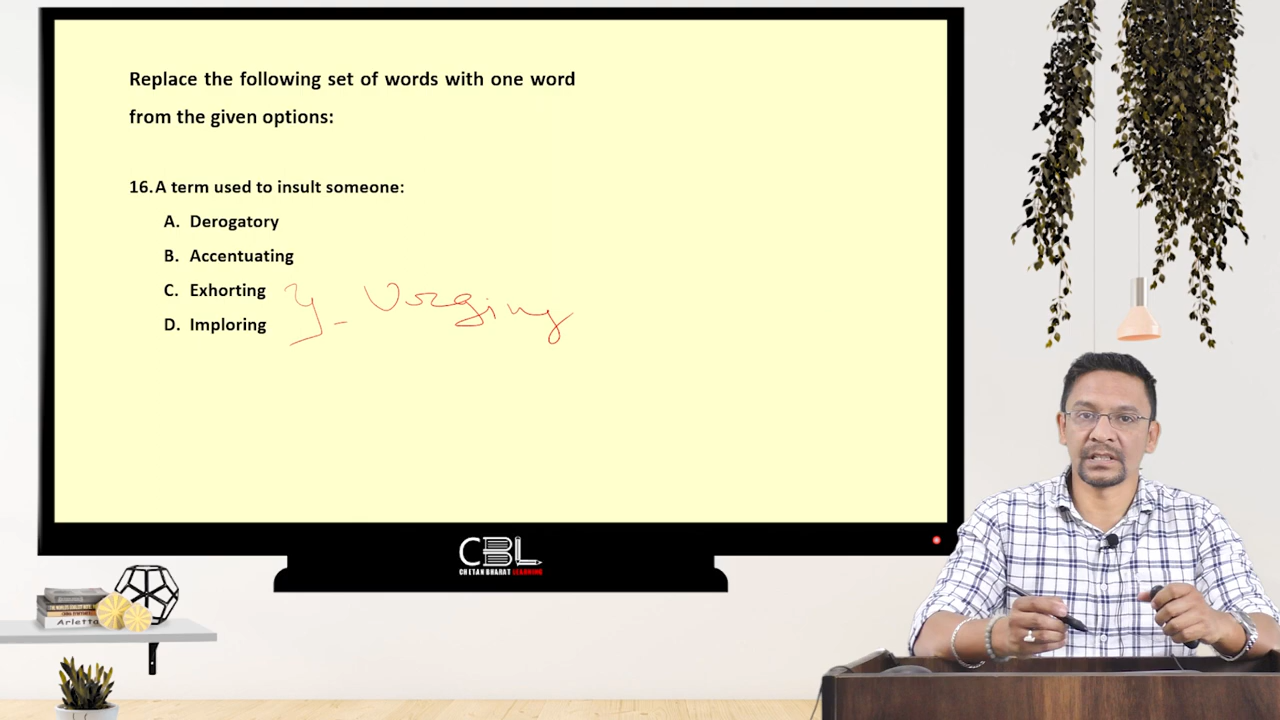 Replace the following set of words with one word
from the given options:
16. A term used to insult someone:
A. Derogatory
B. Accentuating
C. Exhorting
D. Imploring
Urging
CBL
CHETAN BHARAT LEARNING
Arletta